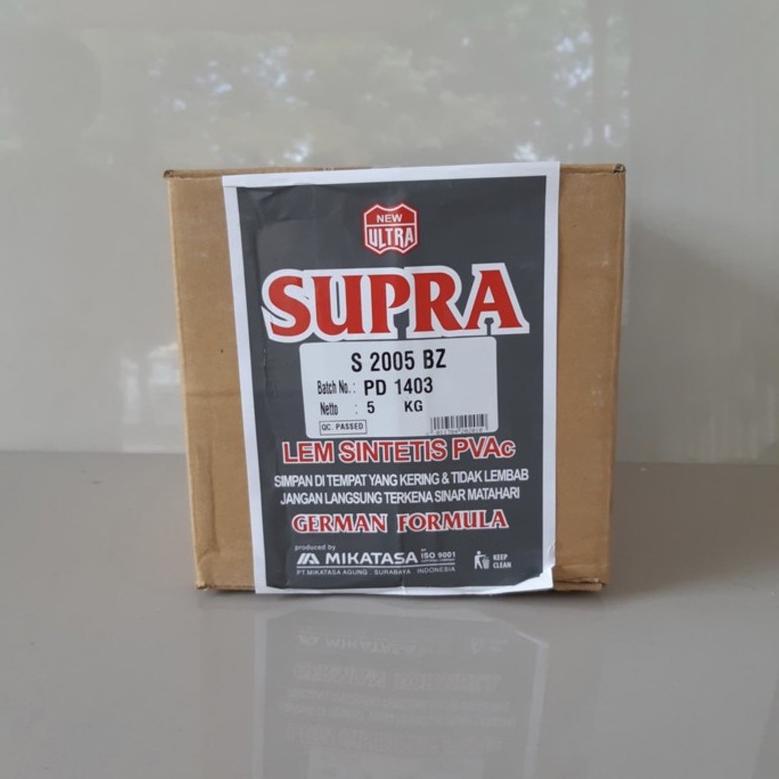 NEW
ULTRA
SUPRA
S 2005 BZ
Batch No. : PD 1403
Netto : 5 KG
QC. PASSED
LEM SINTETIS PVAc
SIMPAN DI TEMPAT YANG KERING & TIDAK LEMBAB
JANGAN LANGSUNG TERKENA SINAR MATAHARI
GERMAN FORMULA
produced by
MIKATASA ISO 9001
PT. MIKATASA AGUNG . SURABAYA INDONESIA
KEEP
CLEAN